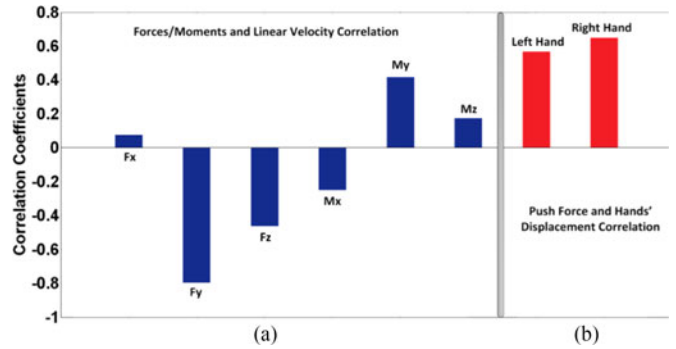 0.8
0.6
0.4
0.2
0
-0.2
-0.4
-0.6
-0.8
-1
Correlation Coefficients
Forces/Moments and Linear Velocity Correlation
Fx
Fy
Fz
Mx
My
Mz
Left Hand
Right Hand
Push Force and Hands'
Displacement Correlation
(a)
(b)